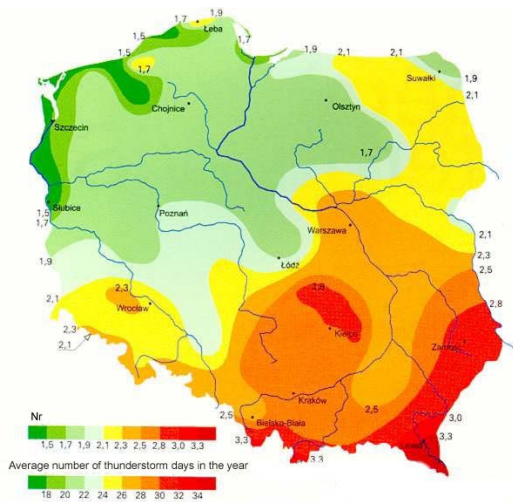 1,9
1,7
Łeba
1,5
1,7
1,5
1,7
1,9
2,1
2,1
Suwałki
1,9
2,1
Chojnice
Olsztyn
Szczecin
1,7
Słubice
1,5
1,7
Poznań
Warszawa
2,1
2,3
2,5
1,9
Łódź
2,1
2,3
Wrocław
2,8
Kielce
2,8
2,3
2,1
Zamość
Kraków
2,5
2,5
Bielsko-Biała
3,0
3,3
3,3
3,3
Nr
1,5 1,7 1,9 2,1 2,3 2,5 2,8 3,0 3,3
Average number of thunderstorm days in the year
18 20 22 24 26 28 30 32 34